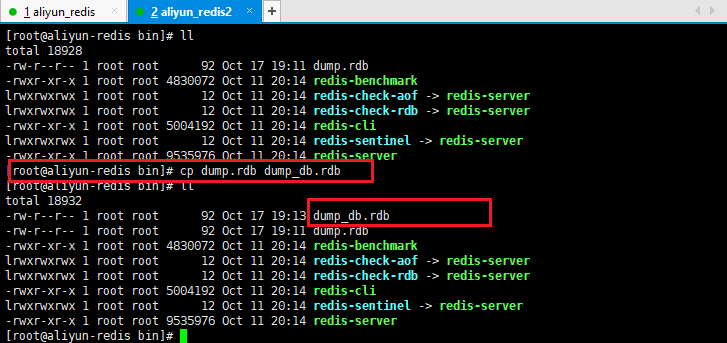 1 aliyun_redis × 2 aliyun_redis2 × +
[root@aliyun-redis bin]# ll
total 18928
-rw-r--r-- 1 root root      92 Oct 17 19:11 dump.rdb
-rwxr-xr-x 1 root root 4830072 Oct 11 20:14 redis-benchmark
lrwxrwxrwx 1 root root      12 Oct 11 20:14 redis-check-aof -> redis-server
lrwxrwxrwx 1 root root      12 Oct 11 20:14 redis-check-rdb -> redis-server
-rwxr-xr-x 1 root root 5004192 Oct 11 20:14 redis-cli
lrwxrwxrwx 1 root root      12 Oct 11 20:14 redis-sentinel -> redis-server
-rwxr-xr-x 1 root root 9535976 Oct 11 20:14 redis-server
[root@aliyun-redis bin]# cp dump.rdb dump_db.rdb
[root@aliyun-redis bin]# ll
total 18932
-rw-r--r-- 1 root root      92 Oct 17 19:13 dump_db.rdb
-rw-r--r-- 1 root root      92 Oct 17 19:11 dump.rdb
-rwxr-xr-x 1 root root 4830072 Oct 11 20:14 redis-benchmark
lrwxrwxrwx 1 root root      12 Oct 11 20:14 redis-check-aof -> redis-server
lrwxrwxrwx 1 root root      12 Oct 11 20:14 redis-check-rdb -> redis-server
-rwxr-xr-x 1 root root 5004192 Oct 11 20:14 redis-cli
lrwxrwxrwx 1 root root      12 Oct 11 20:14 redis-sentinel -> redis-server
-rwxr-xr-x 1 root root 9535976 Oct 11 20:14 redis-server
[root@aliyun-redis bin]#